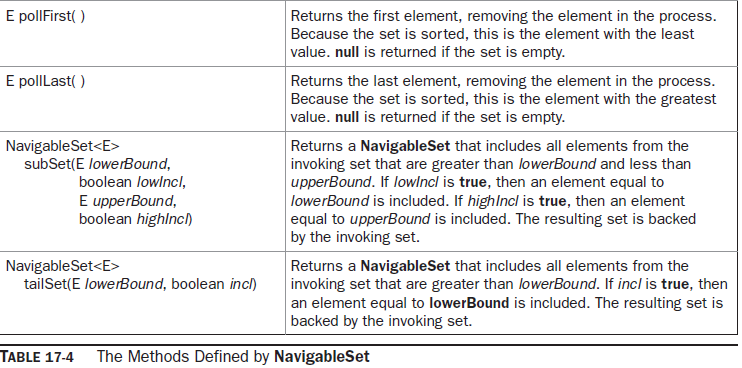 E pollFirst( )
Returns the first element, removing the element in the process.
Because the set is sorted, this is the element with the least
value. null is returned if the set is empty.
E pollLast( )
Returns the last element, removing the element in the process.
Because the set is sorted, this is the element with the greatest
value. null is returned if the set is empty.
NavigableSet<E>
subSet(E lowerBound,
boolean lowIncl,
E upperBound,
boolean highIncl)
Returns a NavigableSet that includes all elements from the
invoking set that are greater than lowerBound and less than
upperBound. If lowIncl is true, then an element equal to
lowerBound is included. If highIncl is true, then an element
equal to upperBound is included. The resulting set is backed
by the invoking set.
NavigableSet<E>
tailSet(E lowerBound, boolean incl)
Returns a NavigableSet that includes all elements from the
invoking set that are greater than lowerBound. If incl is true, then
an element equal to lowerBound is included. The resulting set is
backed by the invoking set.
TABLE 17-4 The Methods Defined by NavigableSet